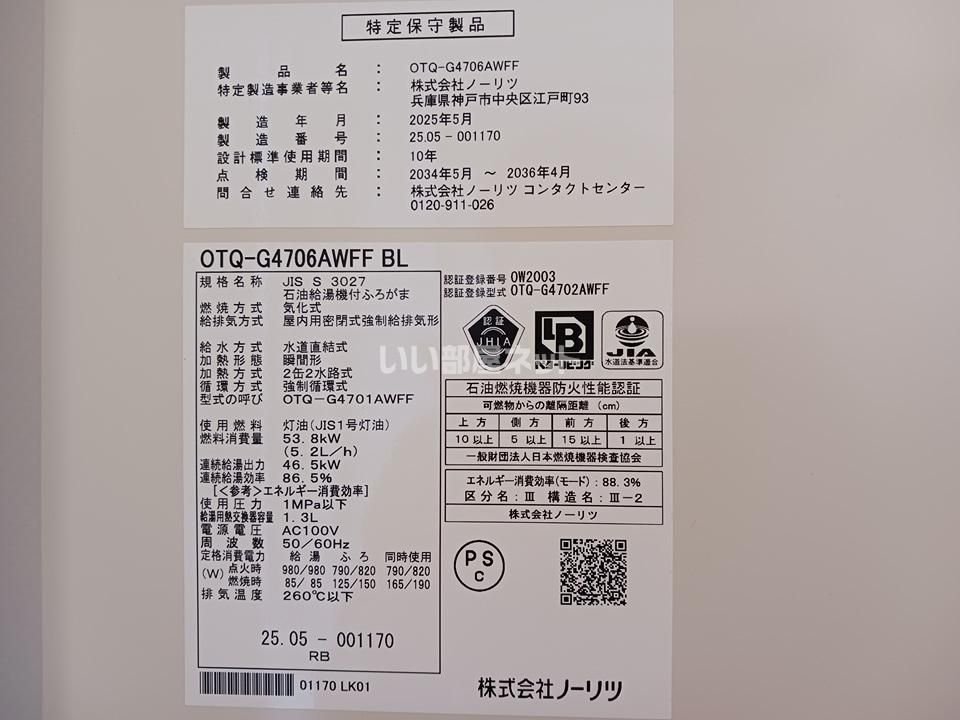 特定保守製品
製品名 : OTQ-G4706AWFF
特定製造事業者等名 : 株式会社ノーリツ
兵庫県神戸市中央区江戸町93
製造年月 : 2025年5月
製造番号 : 25.05-001170
設計標準使用期間 : 10年
点検期間 : 2034年5月 ～ 2036年4月
問合せ連絡先 : 株式会社ノーリツ コンタクトセンター
0120-911-026
OTQ-G4706AWFF BL
規格名称 JIS S 3027
石油給湯機付ふろがま
燃焼方式 気化式
給排気方式 屋内用密閉式強制給排気形
給水方式 水道直結式
加熱形態 瞬間形
加熱方式 2缶2水路式
循環方式 強制循環式
型式の呼び OTQ-G4701AWFF
使用燃料 灯油(JIS1号灯油)
燃料消費量 53.8kW
(5.2L/h)
連続給湯出力 46.5kW
連続給湯効率 86.5%
[<参考>エネルギー消費効率]
使用圧力 1MPa以下
給湯用熱交換器容量 1.3L
電源電圧 AC100V
周波数 50/60Hz
定格消費電力 給湯 ふろ 同時使用
(W) 点火時 980/980 790/820 790/820
燃焼時 85/85 125/150 165/190
排気温度 260℃以下
25.05-001170
RB
01170 LK01
認証登録番号 OW2003
認証登録型式 OTQ-G4702AWFF
認証
JHIA
BL
JIA
水道法基準適合
いい部屋ネット
石油燃焼機器防火性能認証
可燃物からの離隔距離 (cm)
上方 側方 前方 後方
10以上 5以上 15以上 1以上
一般財団法人日本燃焼機器検査協会
エネルギー消費効率(モード):88.3%
区分名:Ⅲ 構造名:Ⅲ-2
株式会社ノーリツ
PS
C
株式会社ノーリツ